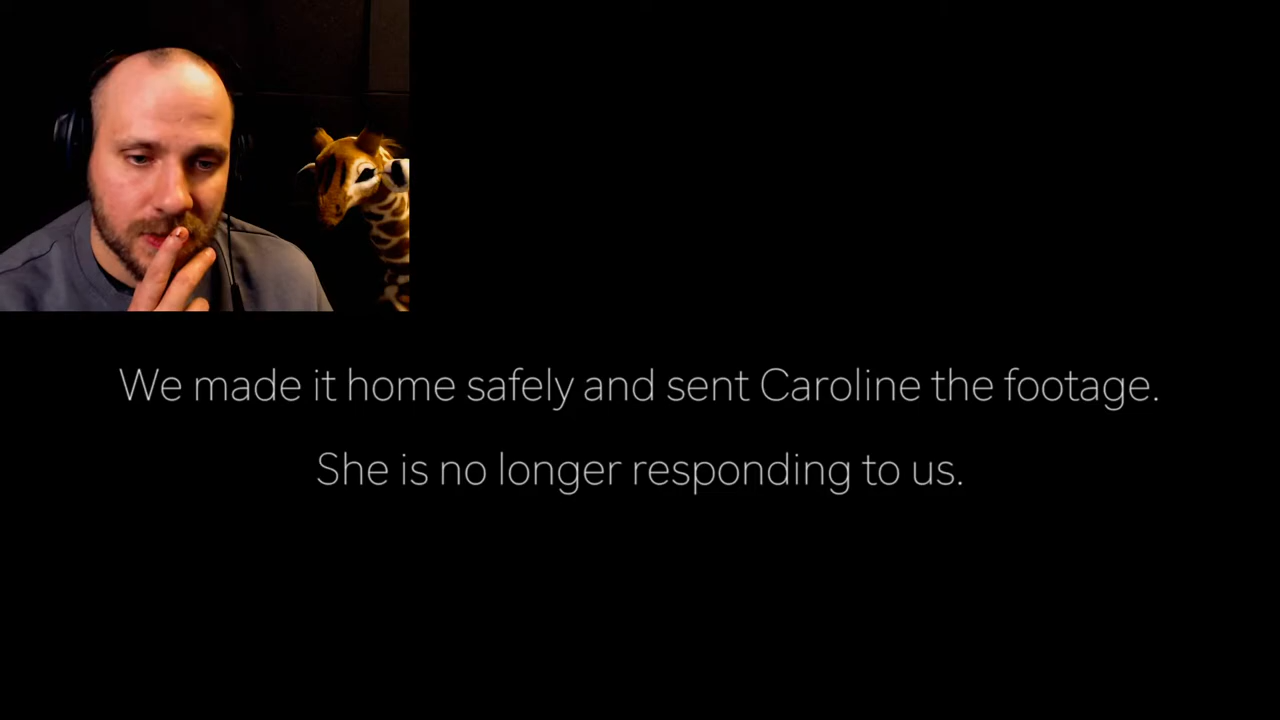 We made it home safely and sent Caroline the footage.
She is no longer responding to us.